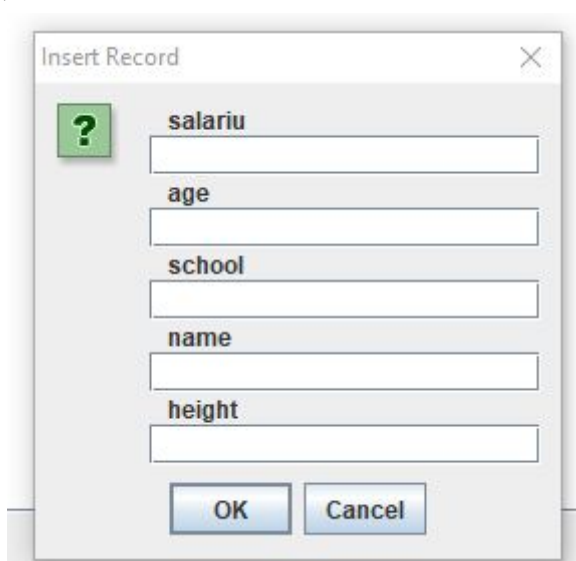 Insert Record
?
salariu
age
school
name
height
OK Cancel